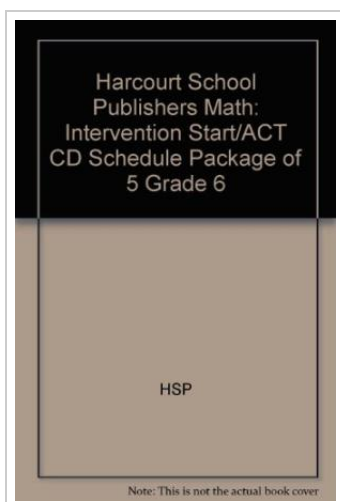 Harcourt School
Publishers Math:
Intervention Start/ACT
CD Schedule Package of
5 Grade 6
HSP
Note: This is not the actual book cover